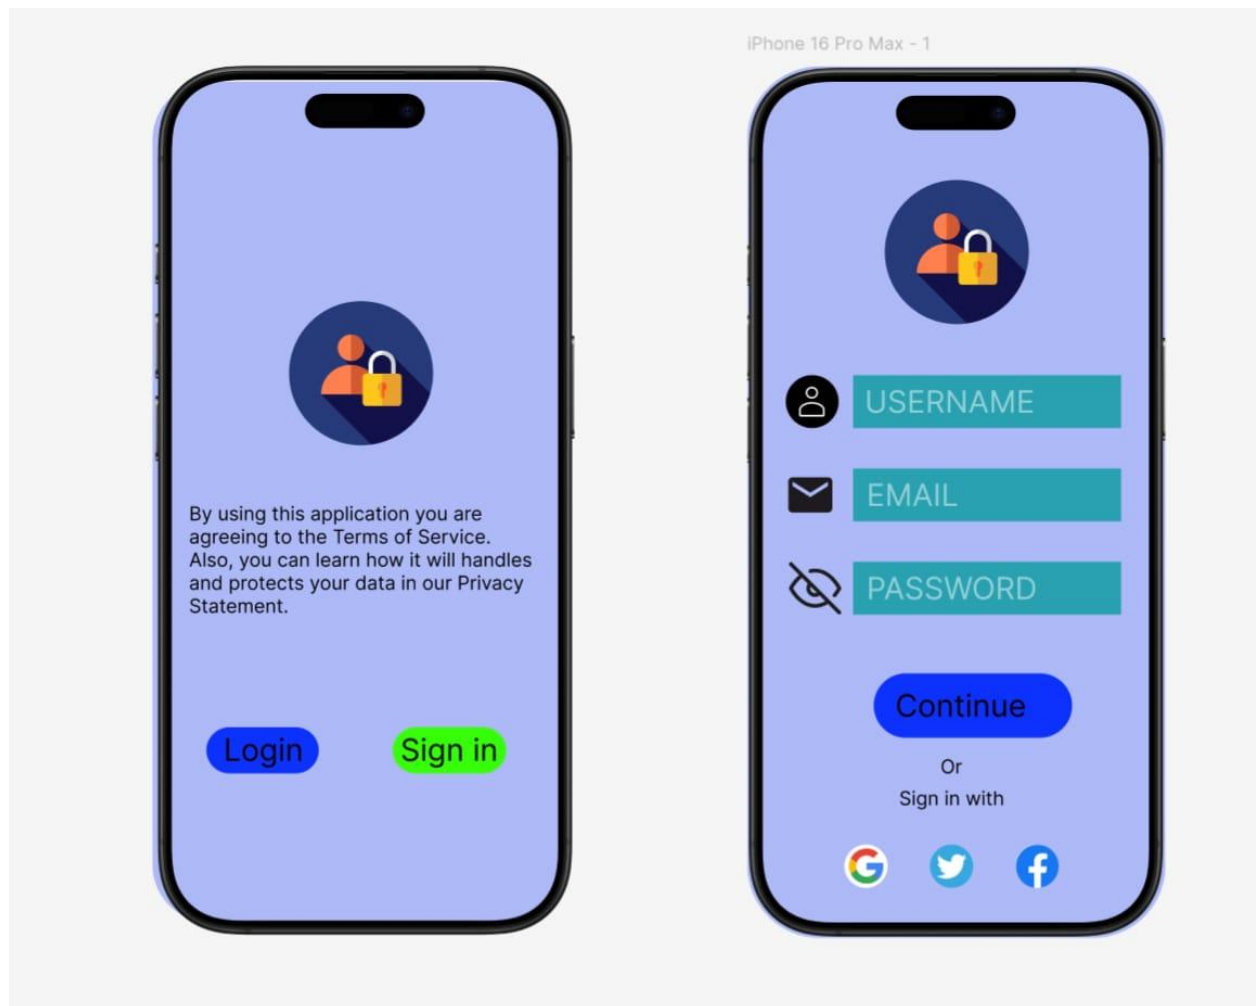 iPhone 16 Pro Max - 1
By using this application you are
agreeing to the Terms of Service.
Also, you can learn how it will handles
and protects your data in our Privacy
Statement.
Login
Sign in
USERNAME
EMAIL
PASSWORD
Continue
Or
Sign in with